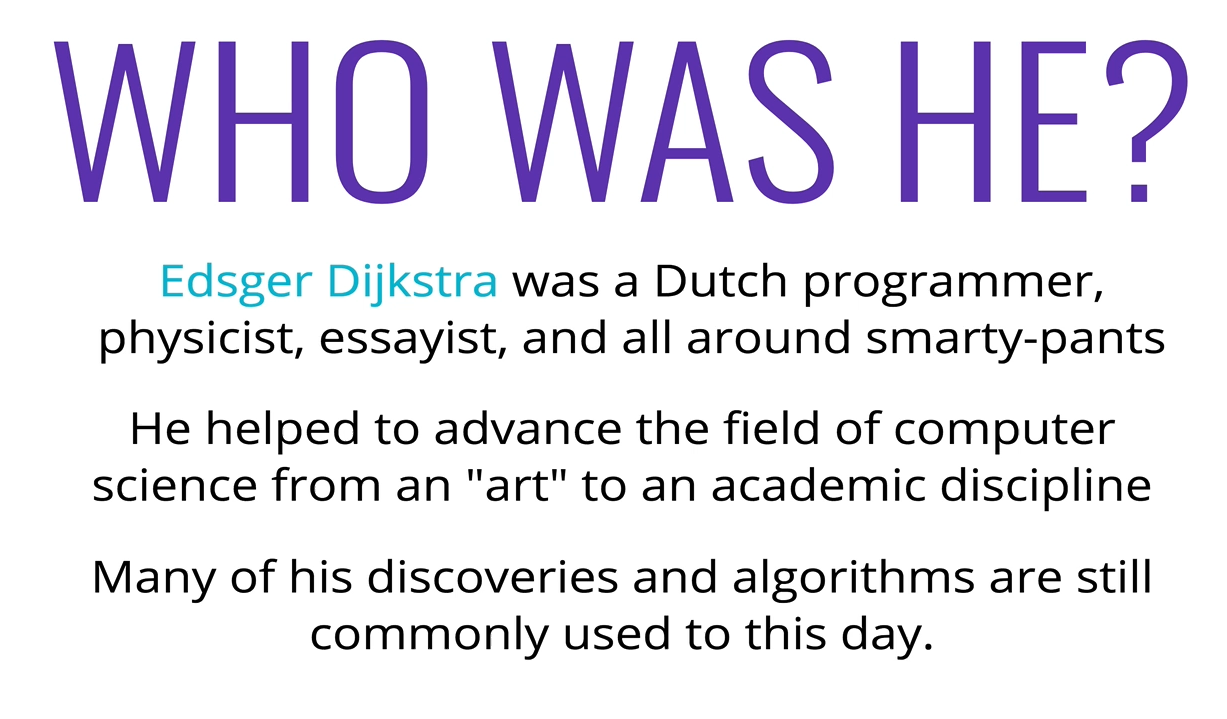 WHO WAS HE?
Edsger Dijkstra was a Dutch programmer,
physicist, essayist, and all around smarty-pants
He helped to advance the field of computer
science from an "art" to an academic discipline
Many of his discoveries and algorithms are still
commonly used to this day.